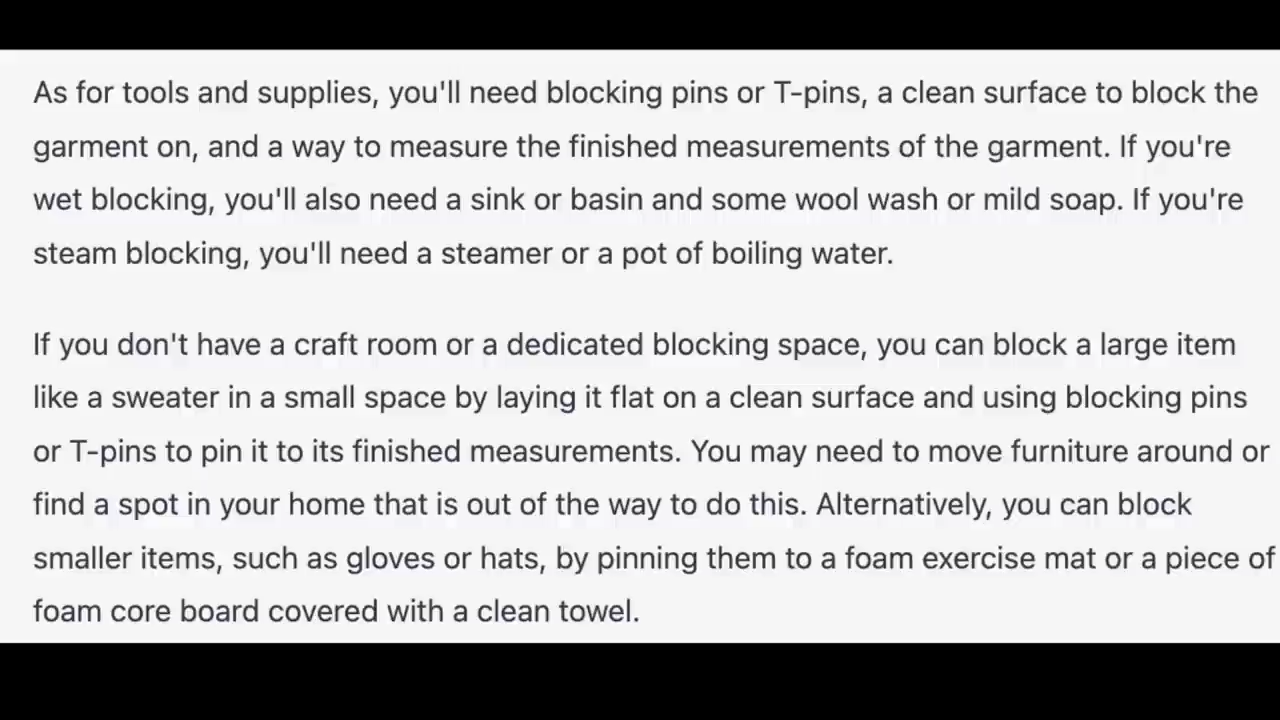 As for tools and supplies, you'll need blocking pins or T-pins, a clean surface to block the
garment on, and a way to measure the finished measurements of the garment. If you're
wet blocking, you'll also need a sink or basin and some wool wash or mild soap. If you're
steam blocking, you'll need a steamer or a pot of boiling water.
If you don't have a craft room or a dedicated blocking space, you can block a large item
like a sweater in a small space by laying it flat on a clean surface and using blocking pins
or T-pins to pin it to its finished measurements. You may need to move furniture around or
find a spot in your home that is out of the way to do this. Alternatively, you can block
smaller items, such as gloves or hats, by pinning them to a foam exercise mat or a piece of
foam core board covered with a clean towel.